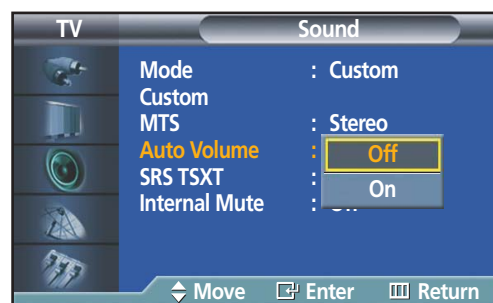 TV Sound
Mode : Custom
Custom
MTS : Stereo
Auto Volume : Off
SRS TSXT : On
Internal Mute :
Move Enter Return